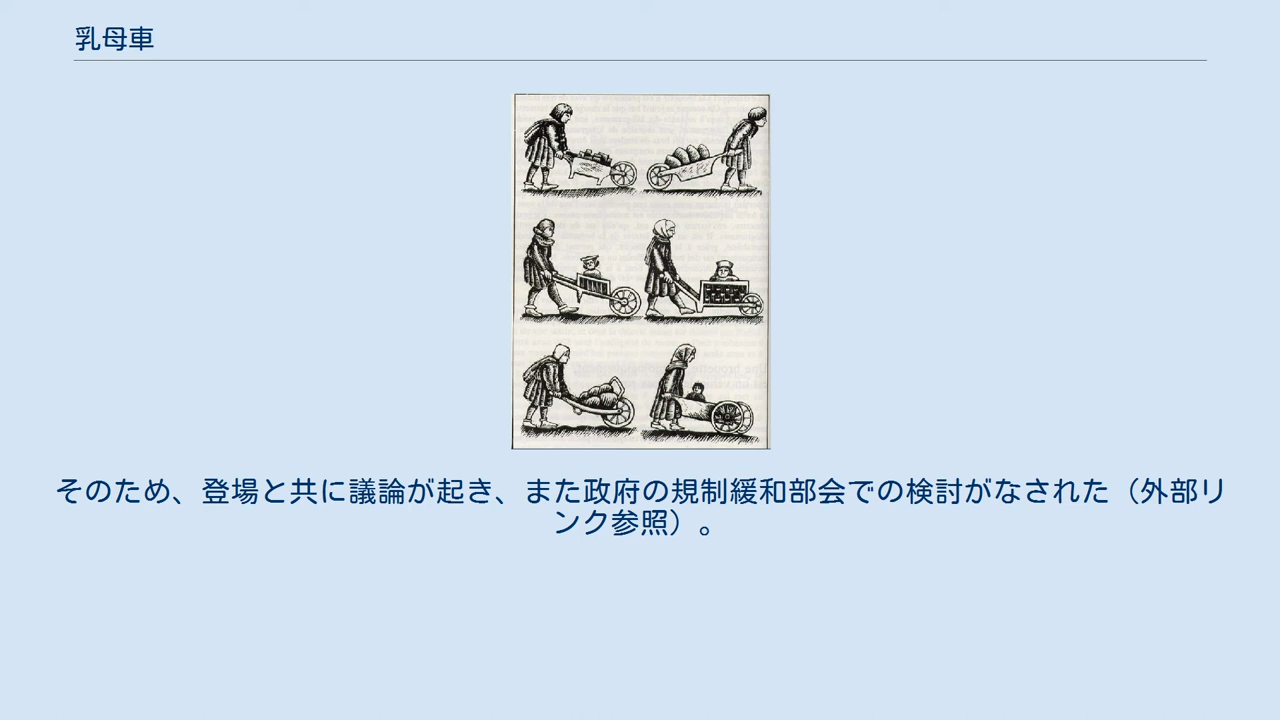 乳母車
そのため、登場と共に議論が起き、また政府の規制緩和部会での検討がなされた（外部リ
ンク参照）。